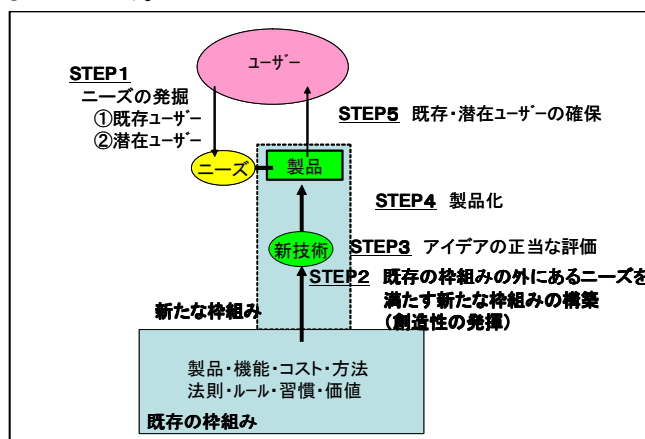 ユーザー
STEP1
ニーズの発掘
①既存ユーザー
②潜在ユーザー
STEP5 既存・潜在ユーザーの確保
ニーズ
製品
STEP4 製品化
新技術
STEP3 アイデアの正当な評価
STEP2 既存の枠組みの外にあるニーズを
満たす新たな枠組みの構築
(創造性の発揮)
新たな枠組み
製品・機能・コスト・方法
法則・ルール・習慣・価値
既存の枠組み